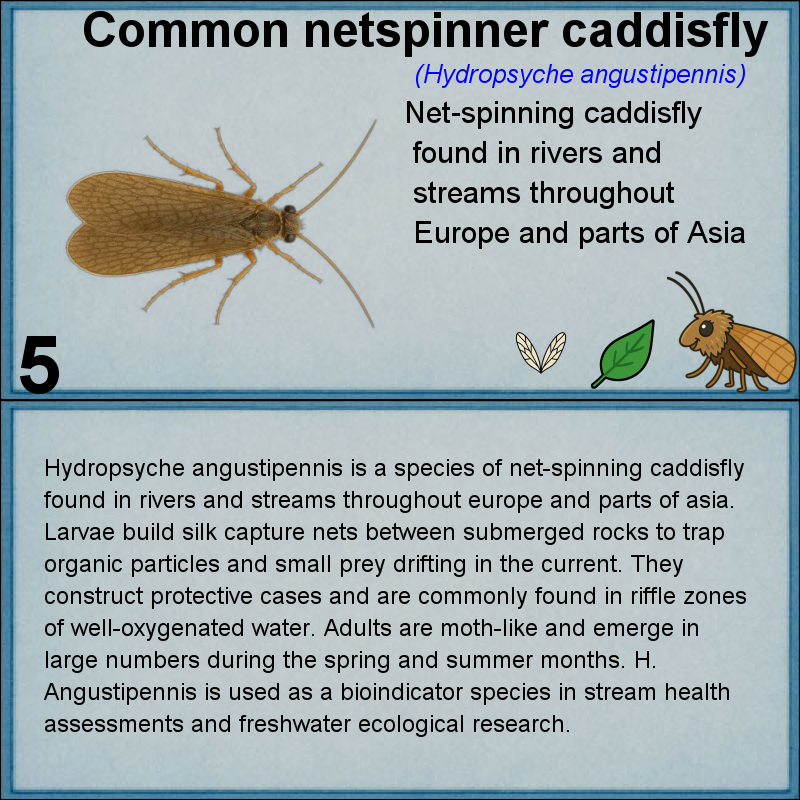 Common netspinner caddisfly
(Hydropsyche angustipennis)
Net-spinning caddisfly
found in rivers and
streams throughout
Europe and parts of Asia
5
Hydropsyche angustipennis is a species of net-spinning caddisfly
found in rivers and streams throughout europe and parts of asia.
Larvae build silk capture nets between submerged rocks to trap
organic particles and small prey drifting in the current. They
construct protective cases and are commonly found in riffle zones
of well-oxygenated water. Adults are moth-like and emerge in
large numbers during the spring and summer months. H.
Angustipennis is used as a bioindicator species in stream health
assessments and freshwater ecological research.